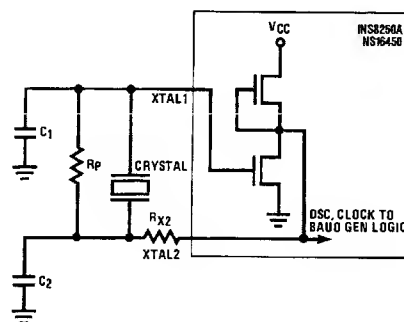 VCC
INS8250A
NS16450
XTAL1
C1
RP
CRYSTAL
RX2
XTAL2
OSC, CLOCK TO
BAUD GEN LOGIC
C2